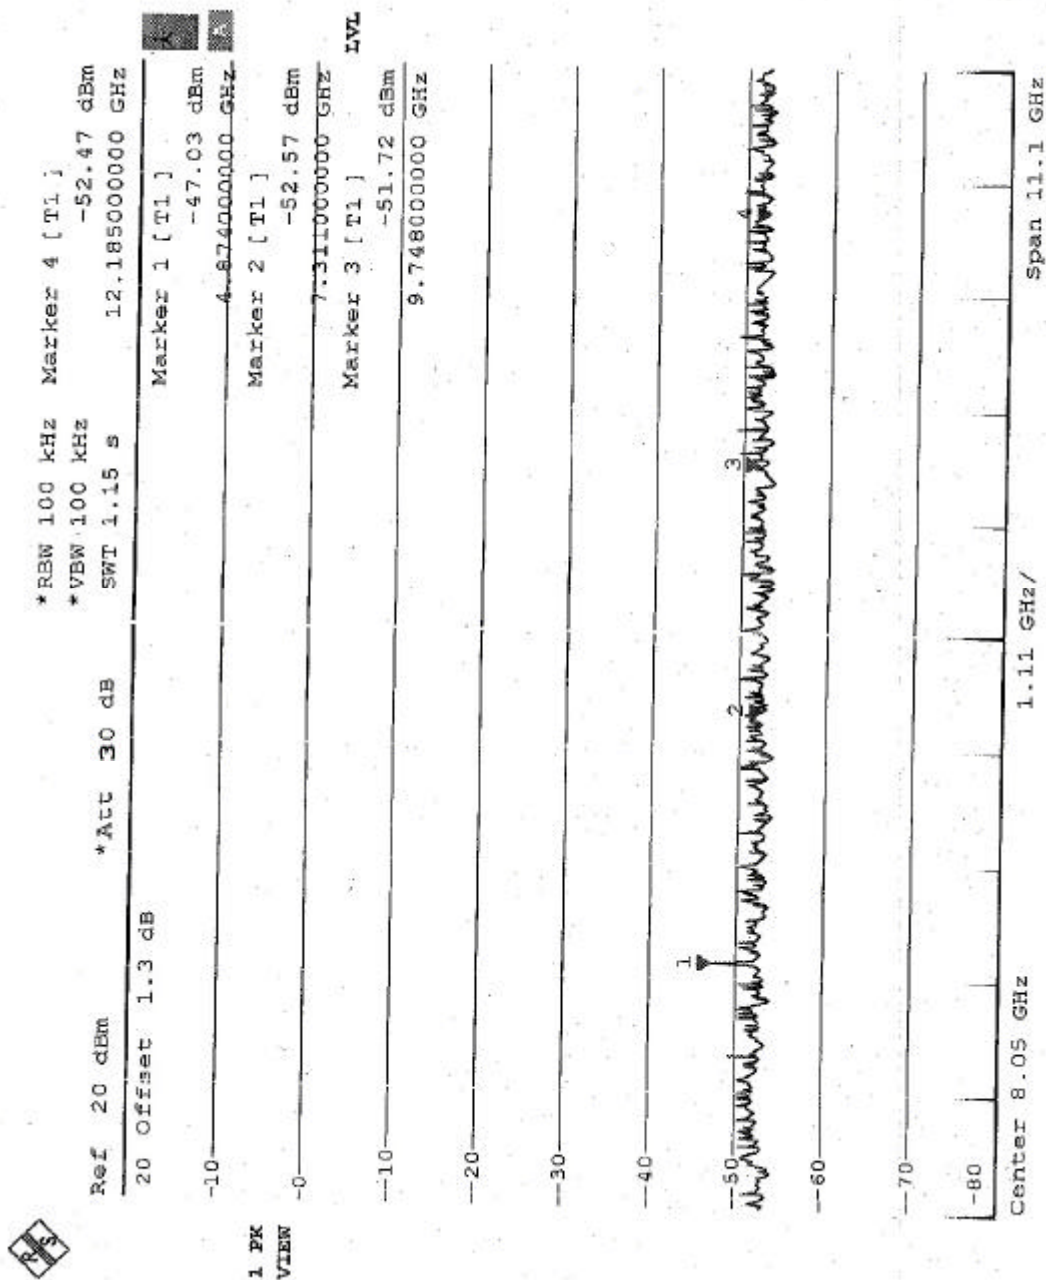 R S
*RBW 100 kHz Marker 4 [T1 ]
*VBW 100 kHz -52.47 dBm
Ref 20 dBm *Att 30 dB SWT 1.15 s 12.185000000 GHz
20 Offset 1.3 dB Marker 1 [T1 ]
-47.03 dBm
-10 4.874000000 GHz
A
1 PK
VIEW
Marker 2 [T1 ]
-52.57 dBm
-0 7.311000000 GHz
Marker 3 [T1 ]
LVL
-51.72 dBm
--10 9.748000000 GHz
--20
--30
--40
1
--50
2
3
4
--60
--70
-80
Center 8.05 GHz 1.11 GHz/ Span 11.1 GHz